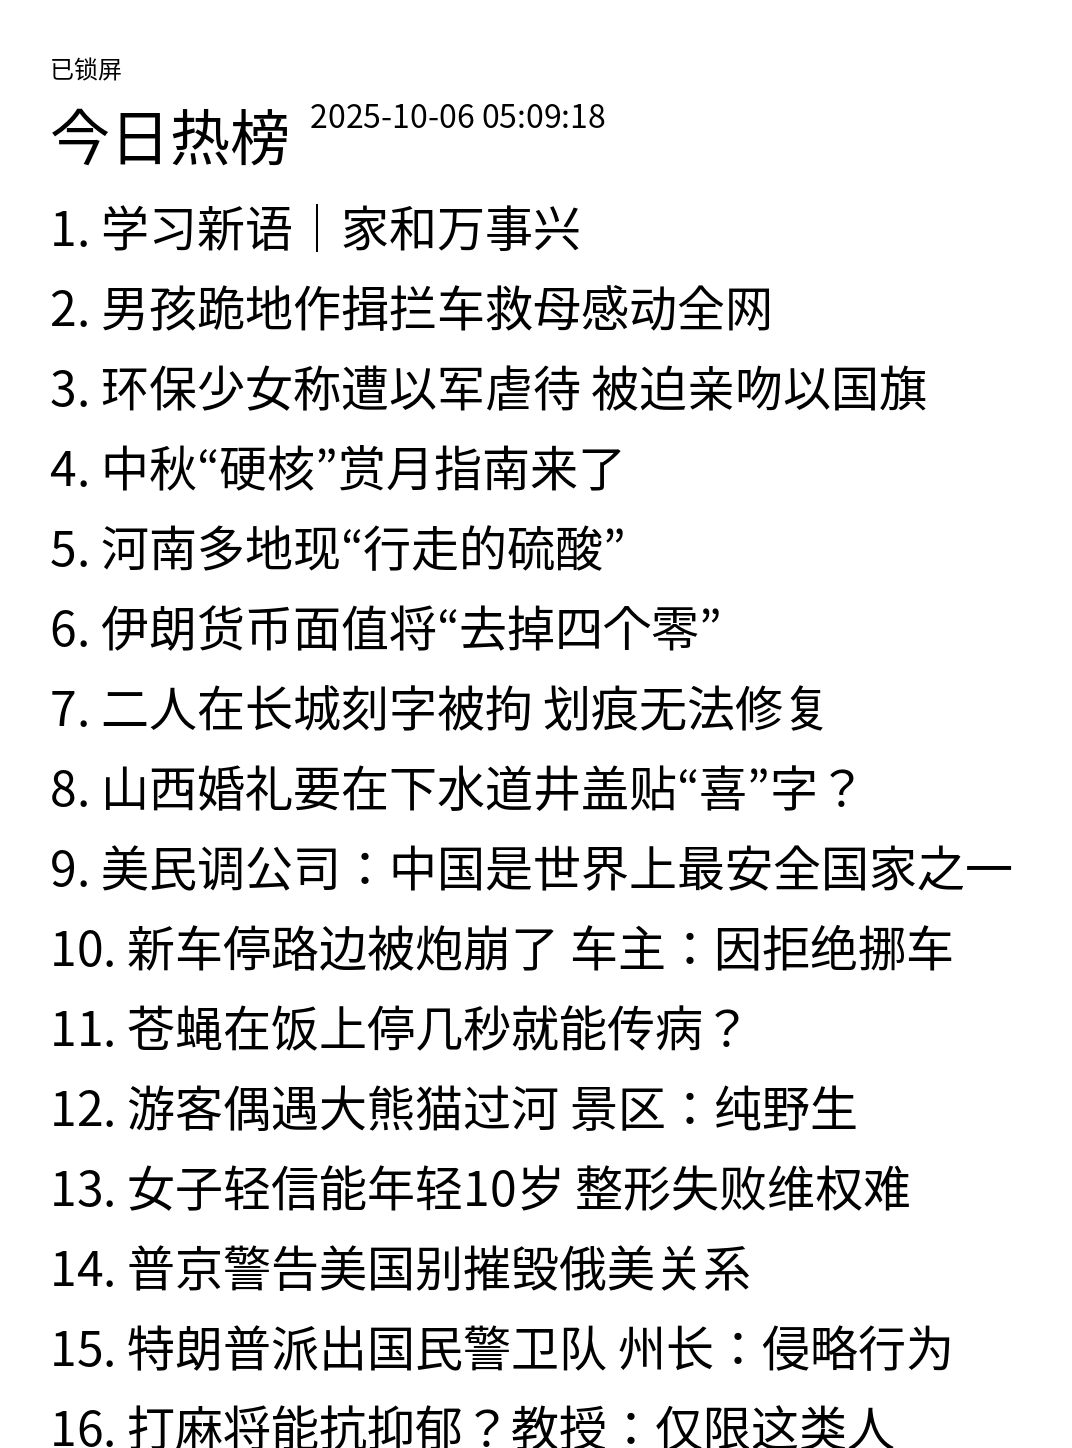 已锁屏
今日热榜 2025-10-06 05:09:18
1. 学习新语｜家和万事兴
2. 男孩跪地作揖拦车救母感动全网
3. 环保少女称遭以军虐待 被迫亲吻以国旗
4. 中秋“硬核”赏月指南来了
5. 河南多地现“行走的硫酸”
6. 伊朗货币面值将“去掉四个零”
7. 二人在长城刻字被拘 划痕无法修复
8. 山西婚礼要在下水道井盖贴“喜”字？
9. 美民调公司：中国是世界上最安全国家之一
10. 新车停路边被炮崩了 车主：因拒绝挪车
11. 苍蝇在饭上停几秒就能传病？
12. 游客偶遇大熊猫过河 景区：纯野生
13. 女子轻信能年轻10岁 整形失败维权难
14. 普京警告美国别摧毁俄美关系
15. 特朗普派出国民警卫队 州长：侵略行为
16. 打麻将能抗抑郁？教授：仅限这类人